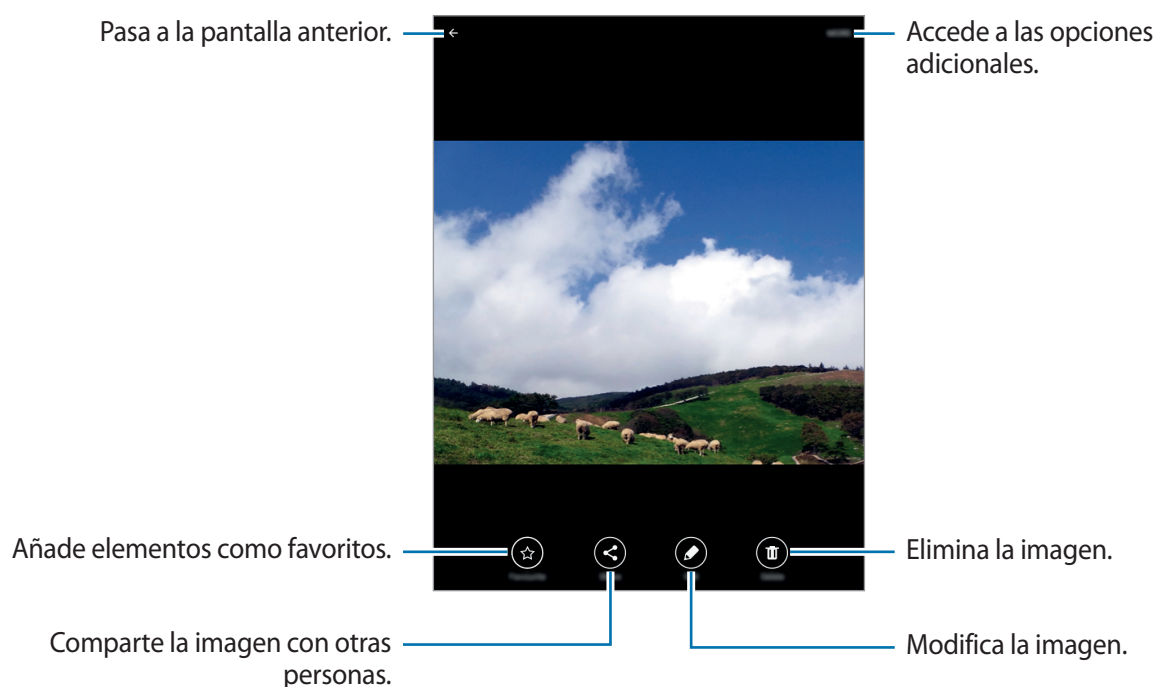 Pasa a la pantalla anterior.
Accede a las opciones
adicionales.
Añade elementos como favoritos.
Elimina la imagen.
Comparte la imagen con otras
personas.
Modifica la imagen.